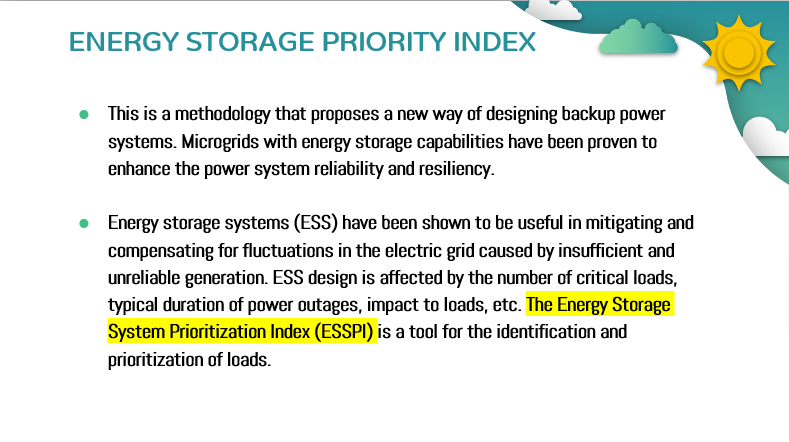 ENERGY STORAGE PRIORITY INDEX
This is a methodology that proposes a new way of designing backup power
systems. Microgrids with energy storage capabilities have been proven to
enhance the power system reliability and resiliency.
Energy storage systems (ESS) have been shown to be useful in mitigating and
compensating for fluctuations in the electric grid caused by insufficient and
unreliable generation. ESS design is affected by the number of critical loads,
typical duration of power outages, impact to loads, etc. The Energy Storage
System Prioritization Index (ESSPI) is a tool for the identification and
prioritization of loads.